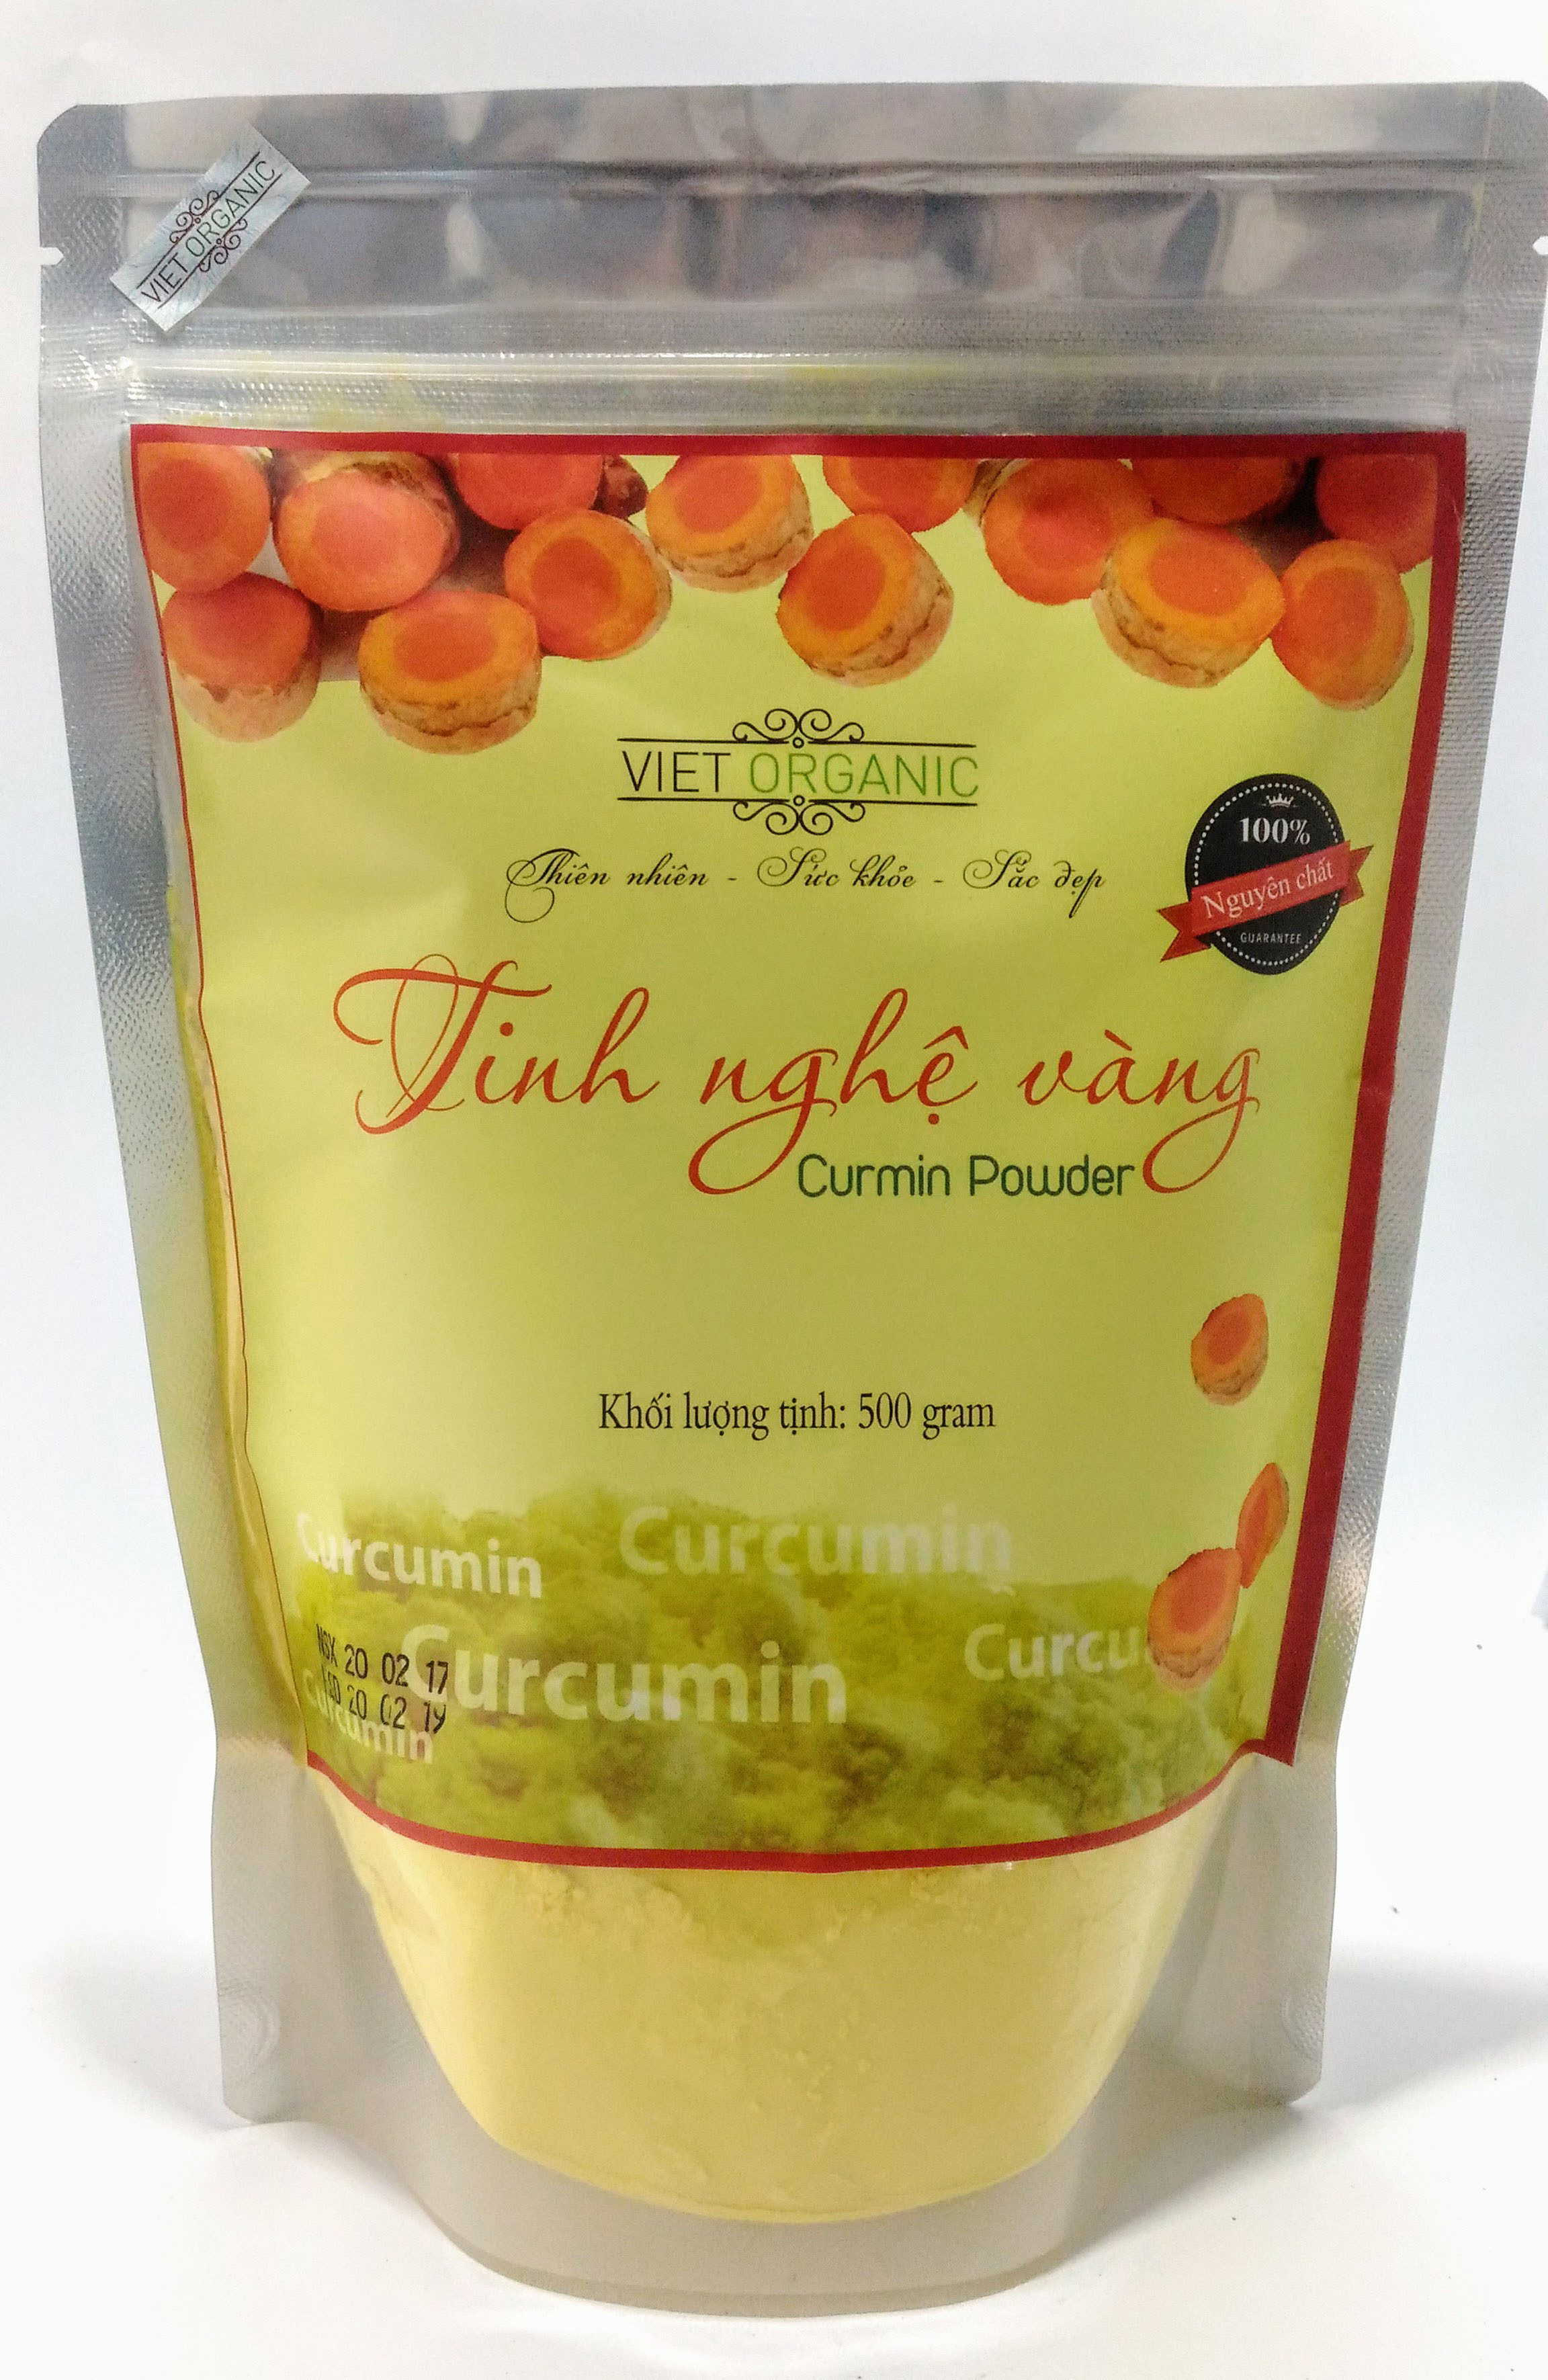 VIET ORGANIC
VIET ORGANIC
Thiên nhiên - Sức khỏe - Sắc đẹp
100%
Nguyên chất
GUARANTEE
Tinh nghệ vàng
Curmin Powder
Khối lượng tịnh: 500 gram
Curcumin
Curcumin
Curcumin
Curcu
NSX 20 02 17
20 02 19
Curcumin